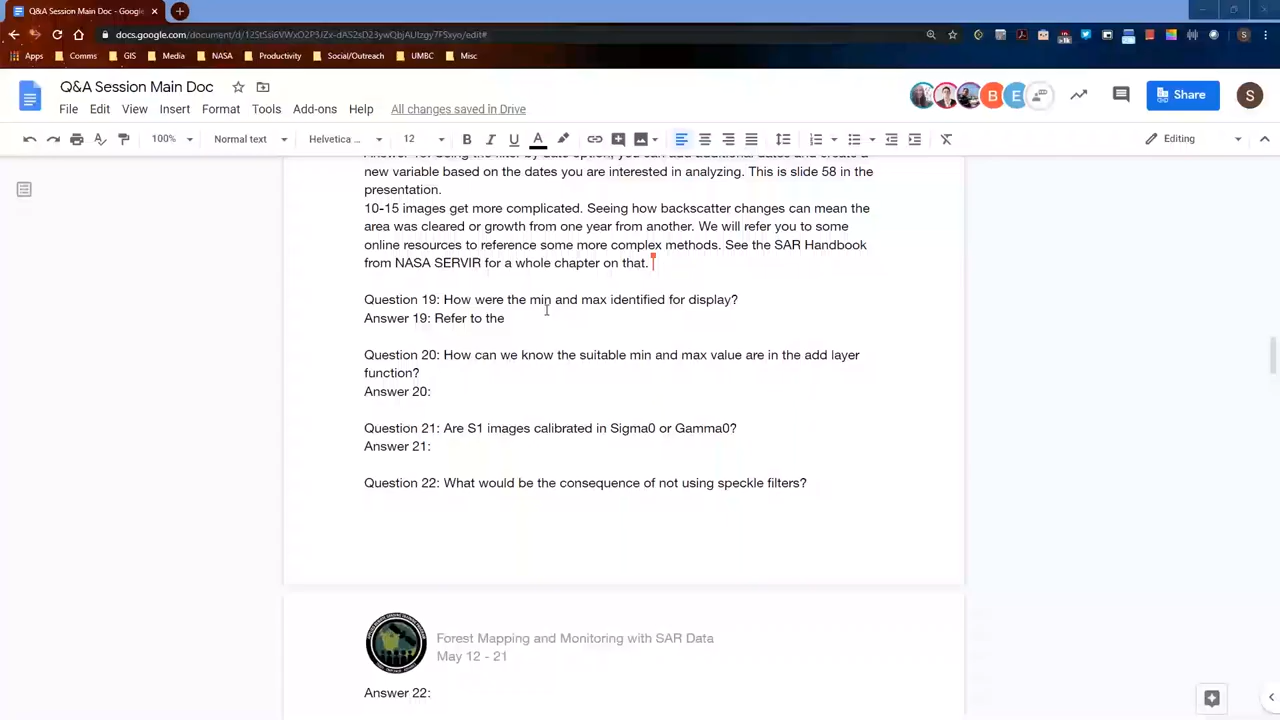 Q&A Session Main Doc - Google
docs.google.com/document/d/
/edit#
Apps
Comms
GIS
Media
NASA
Productivity
Social/Outreach
UMBC
Misc
Q&A Session Main Doc
File Edit View Insert Format Tools Add-ons Help All changes saved in Drive
B E
Share
S
100% Normal text Helvetica ... 12 B I U A Editing
new variable based on the dates you are interested in analyzing. This is slide 58 in the
presentation.
10-15 images get more complicated. Seeing how backscatter changes can mean the
area was cleared or growth from one year from another. We will refer you to some
online resources to reference some more complex methods. See the SAR Handbook
from NASA SERVIR for a whole chapter on that.
Question 19: How were the min and max identified for display?
Answer 19: Refer to the
Question 20: How can we know the suitable min and max value are in the add layer
function?
Answer 20:
Question 21: Are S1 images calibrated in Sigma0 or Gamma0?
Answer 21:
Question 22: What would be the consequence of not using speckle filters?
Forest Mapping and Monitoring with SAR Data
May 12 - 21
Answer 22: